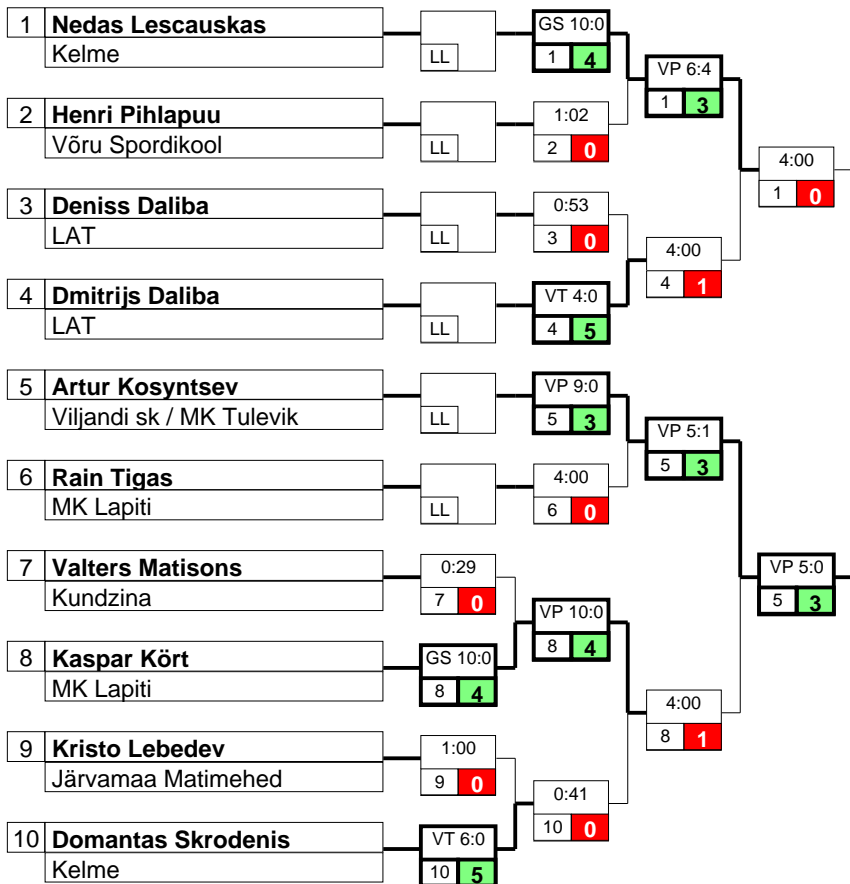 1 Nedas Lescauskas GS 10:0
Kelme LL 1 4 VP 6:4
1 3
2 Henri Pihlapuu 1:02
Võru Spordikool LL 2 0 4:00
1 0
3 Deniss Daliba 0:53
LAT LL 3 0 4:00
4 1
4 Dmitrijs Daliba VT 4:0
LAT LL 4 5
5 Artur Kosyntsev VP 9:0
Viljandi sk / MK Tulevik LL 5 3 VP 5:1
5 3
6 Rain Tigas 4:00
MK Lapiti LL 6 0
7 Valters Matisons 0:29 VP 5:0
Kundzina 7 0 VP 10:0 5 3
8 4
8 Kaspar Kört GS 10:0
MK Lapiti 8 4 4:00
8 1
9 Kristo Lebedev 1:00
Järvamaa Matimehed 9 0 0:41
10 0
10 Domantas Skrodenis VT 6:0
Kelme 10 5